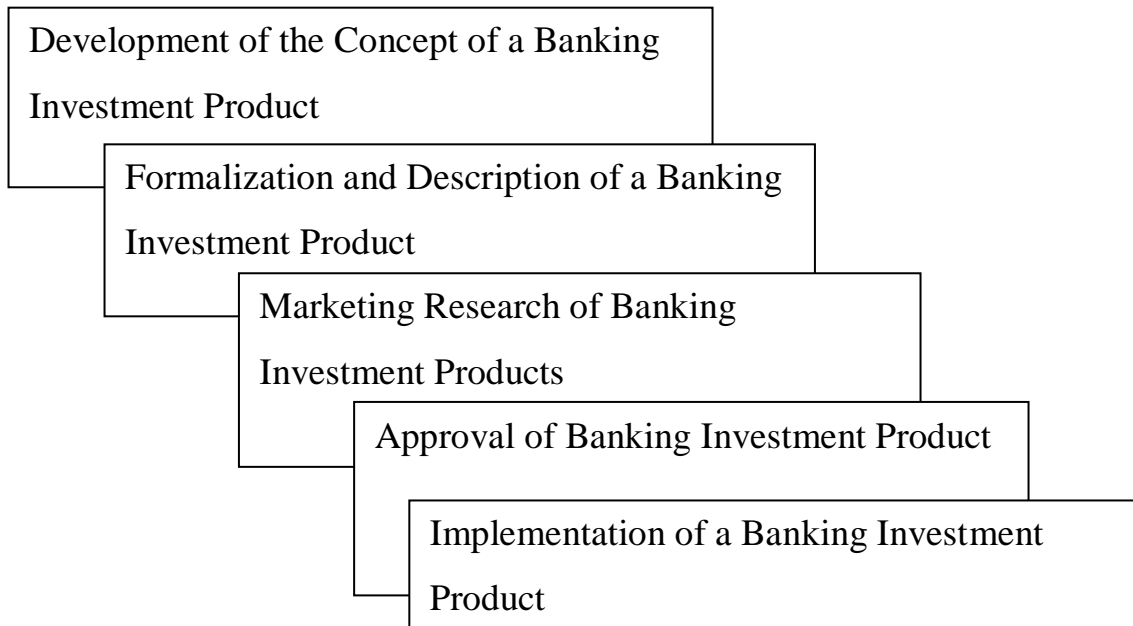 Development of the Concept of a Banking
Investment Product
Formalization and Description of a Banking
Investment Product
Marketing Research of Banking
Investment Products
Approval of Banking Investment Product
Implementation of a Banking Investment
Product